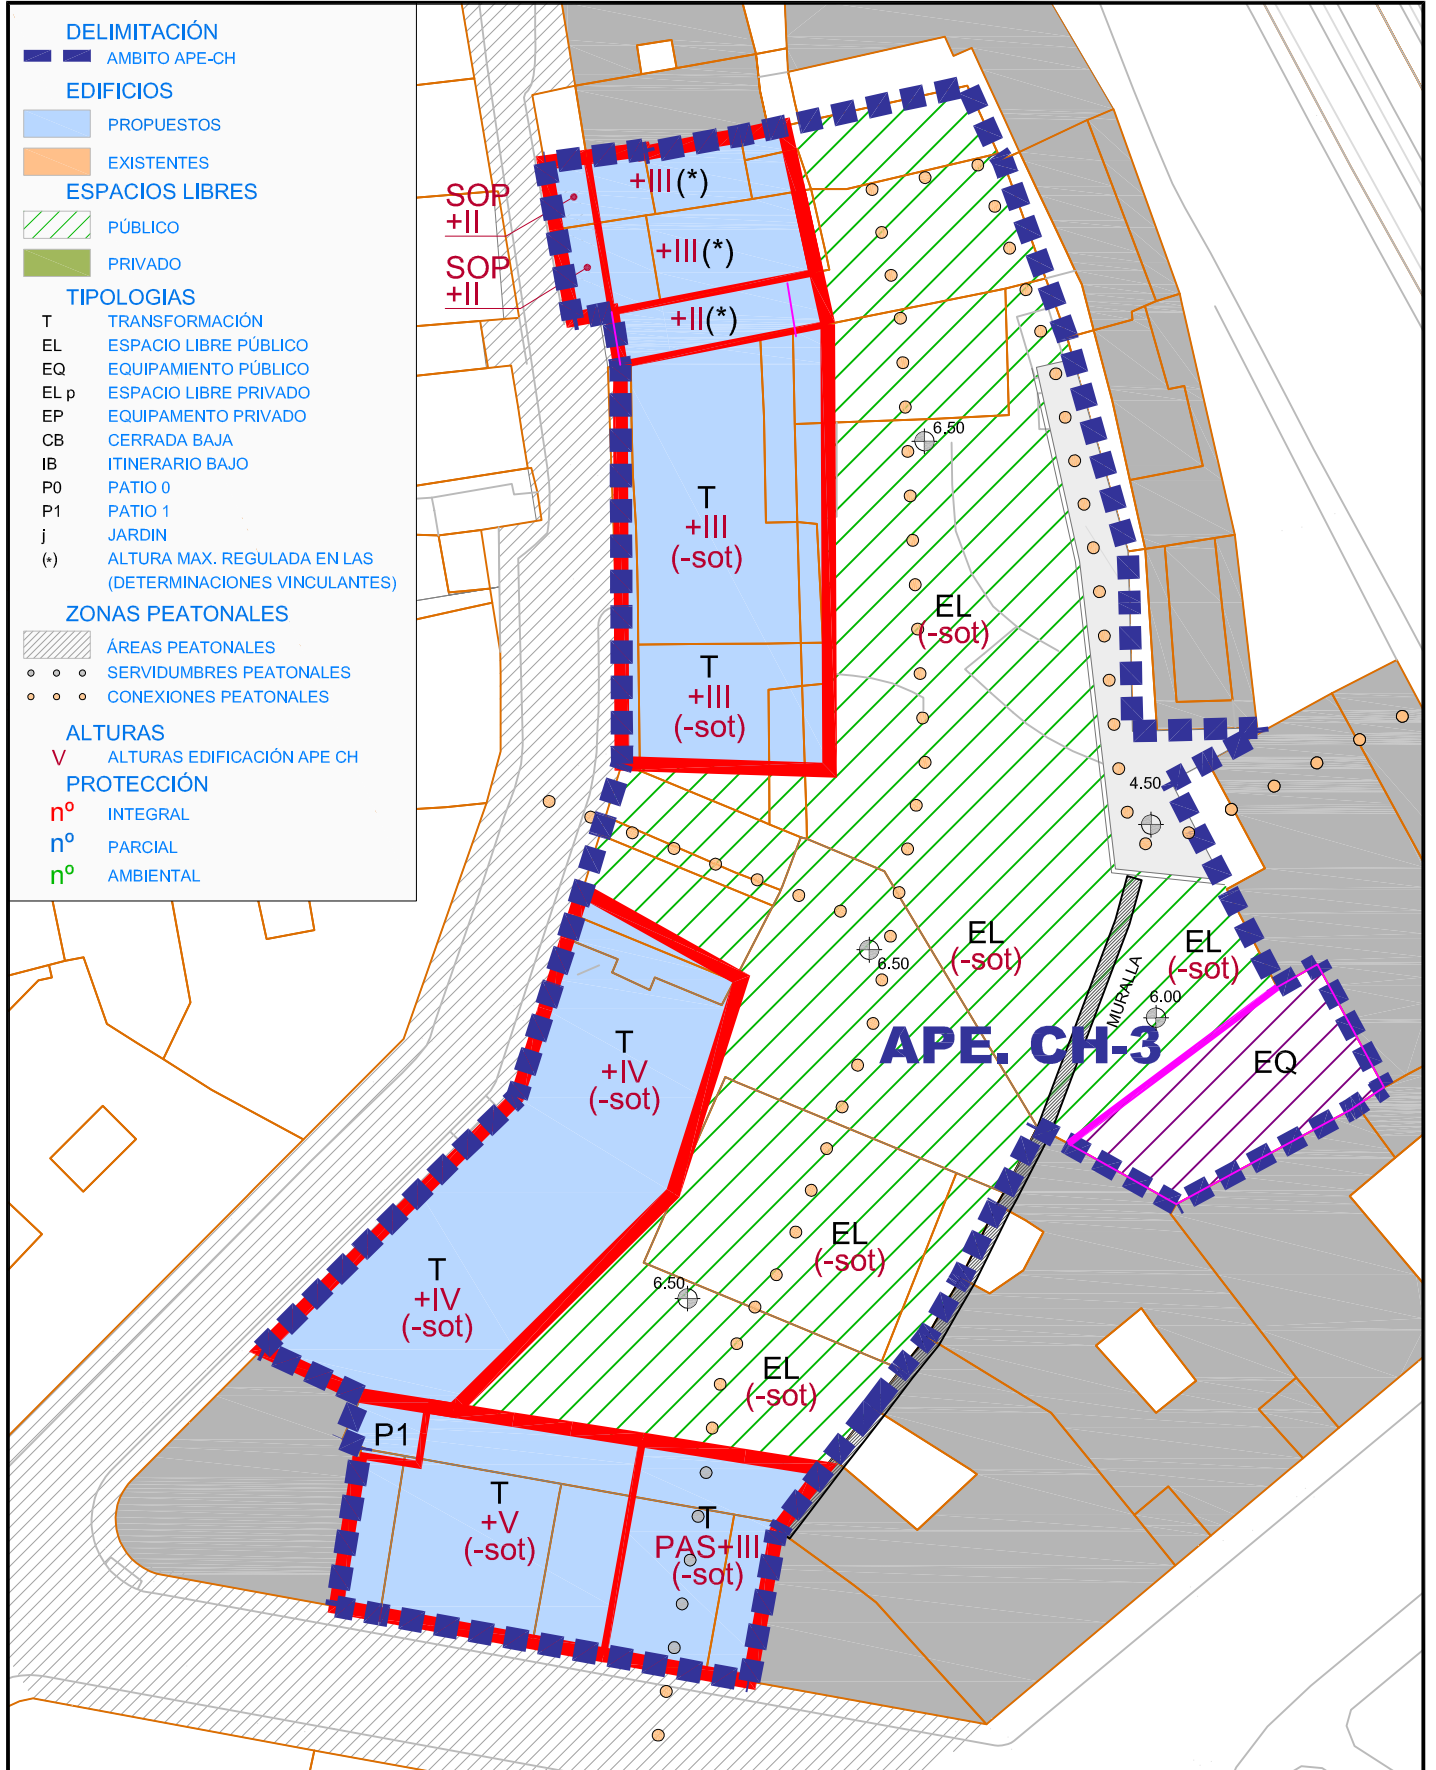 DELIMITACIÓN
AMBITO APE-CH
EDIFICIOS
PROPUESTOS
EXISTENTES
ESPACIOS LIBRES
PÚBLICO
PRIVADO
TIPOLOGIAS
T TRANSFORMACIÓN
EL ESPACIO LIBRE PÚBLICO
EQ EQUIPAMIENTO PÚBLICO
EL p ESPACIO LIBRE PRIVADO
EP EQUIPAMENTO PRIVADO
CB CERRADA BAJA
IB ITINERARIO BAJO
P0 PATIO 0
P1 PATIO 1
j JARDIN
(*) ALTURA MAX. REGULADA EN LAS
(DETERMINACIONES VINCULANTES)
ZONAS PEATONALES
ÁREAS PEATONALES
SERVIDUMBRES PEATONALES
CONEXIONES PEATONALES
ALTURAS
V ALTURAS EDIFICACIÓN APE CH
PROTECCIÓN
nº INTEGRAL
nº PARCIAL
nº AMBIENTAL
SOP
+II
SOP
+II
+III(*)
+III(*)
+II(*)
T
+III
(-sot)
T
+III
(-sot)
6.50
EL
(-sot)
4.50
EL
(-sot)
6.50
EL
(-sot)
6.00
MURALLA
APE. CH-3
EQ
T
+IV
(-sot)
T
+IV
(-sot)
EL
(-sot)
6.50
EL
(-sot)
P1
T
+V
(-sot)
T
PAS+III
(-sot)